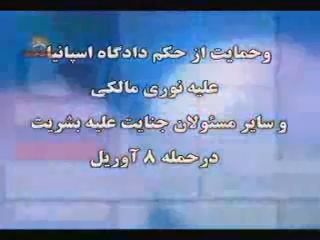 وحمایت از حکم دادگاه اسپانیا
علیه نوری مالکی
و سایر مسئولان جنایت علیه بشریت
درحمله ۸ آوریل